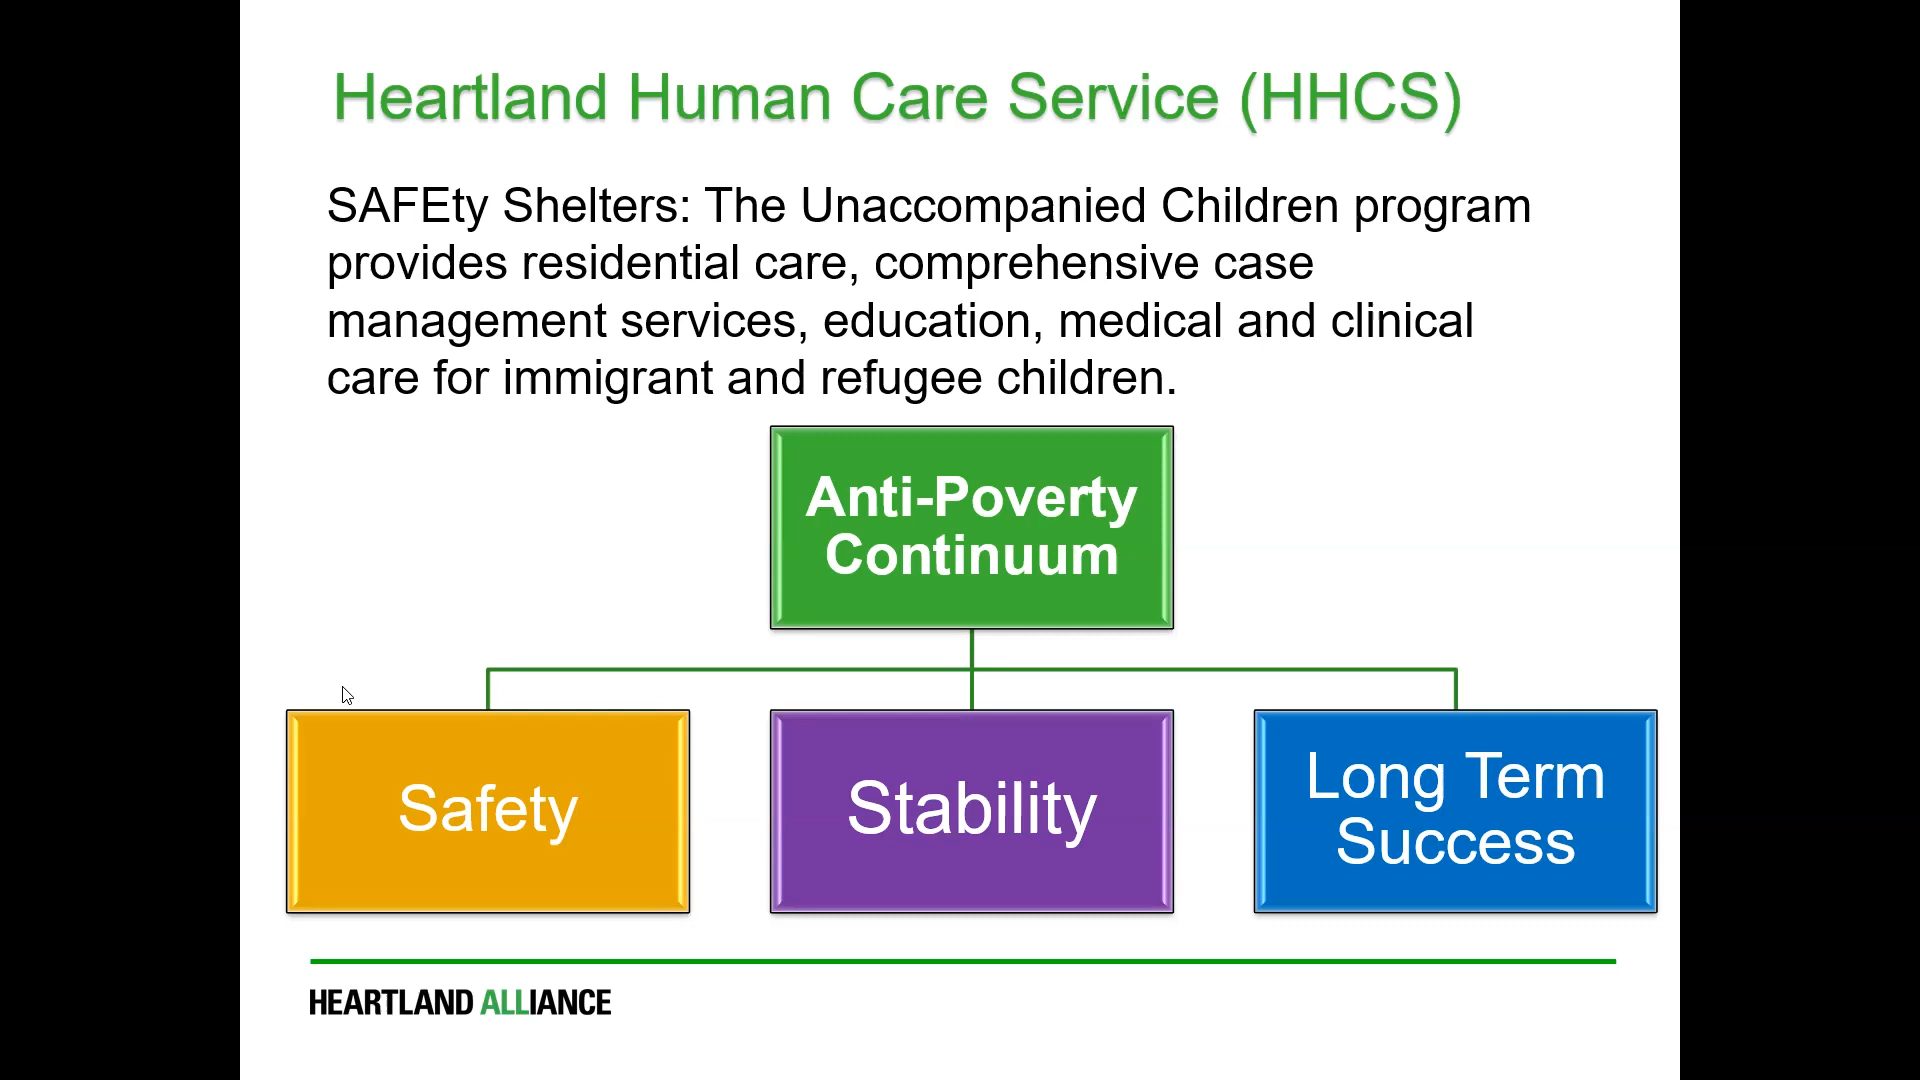 Heartland Human Care Service (HHCS)
SAFEty Shelters: The Unaccompanied Children program
provides residential care, comprehensive case
management services, education, medical and clinical
care for immigrant and refugee children.
Anti-Poverty
Continuum
Safety
Stability
Long Term
Success
HEARTLAND ALLIANCE